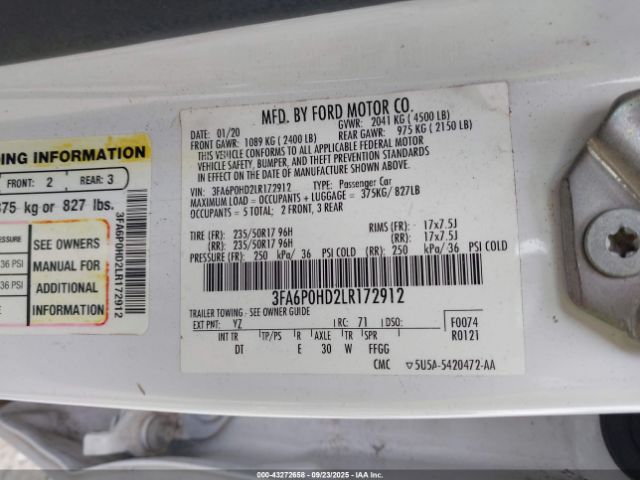 MFD. BY FORD MOTOR CO.
DATE: 01/20 GVWR: 2041 KG ( 4500 LB)
FRONT GAWR: 1089 KG ( 2400 LB) REAR GAWR: 975 KG ( 2150 LB)
THIS VEHICLE CONFORMS TO ALL APPLICABLE FEDERAL MOTOR
VEHICLE SAFETY, BUMPER, AND THEFT PREVENTION STANDARDS
IN EFFECT ON THE DATE OF MANUFACTURE SHOWN ABOVE.
VIN: 3FA6P0HD2LR172912 TYPE: Passenger Car
MAXIMUM LOAD = OCCUPANTS + LUGGAGE = 375KG/ 827LB
OCCUPANTS = 5 TOTAL; 2 FRONT, 3 REAR
TIRE (FR): 235/50R17 96H RIMS (FR): 17x7.5J
(RR): 235/50R17 96H (RR): 17x7.5J
PRESSURE (FR): 250 kPa/ 36 PSI COLD (RR): 250 kPa/ 36 PSI COLD
3FA6P0HD2LR172912
TRAILER TOWING - SEE OWNER GUIDE
EXT PNT: YZ RC: 71 DSO: F0074
INT TR TP/PS R AXLE TR SPR R0121
DT E 30 W FFGG
CMC 5U5A-5420472-AA
DING INFORMATION
FRONT: 2 REAR: 3
375 kg or 827 lbs.
SEE OWNERS
MANUAL FOR
ADDITIONAL
INFORMATION
36 PSI
36 PSI
3FA6P0HD2LR172912
© IAA - 43272658 - 09/23/2025 - IAAI.com